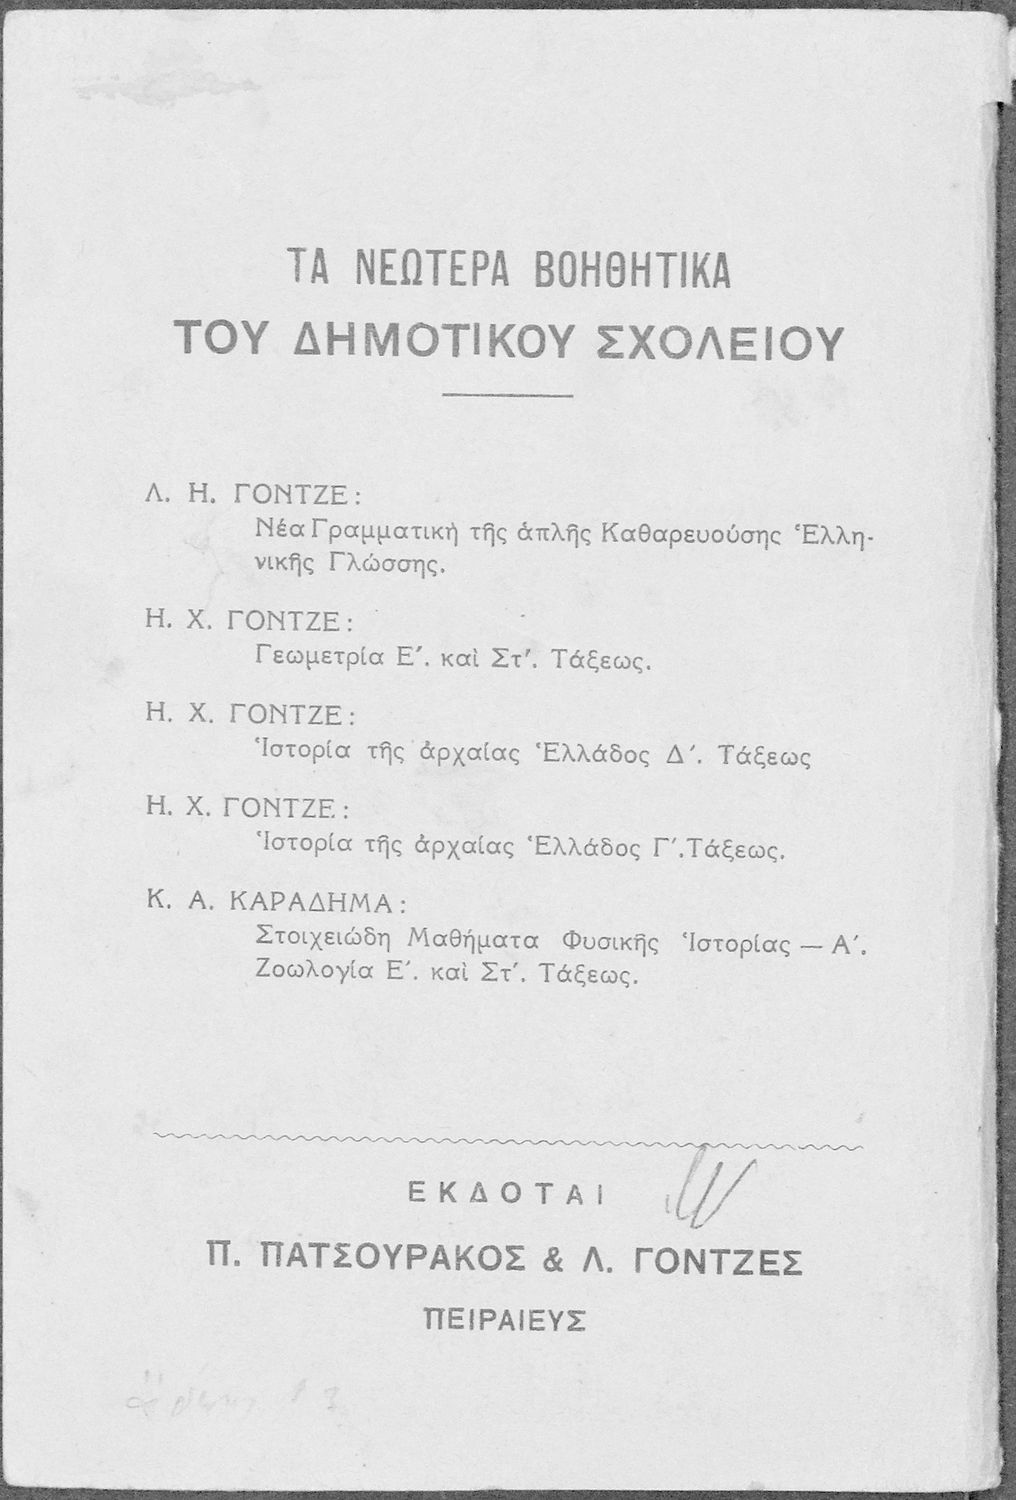 ΤΑ ΝΕΩΤΕΡΑ ΒΟΗΘΗΤΙΚΑ
ΤΟΥ ΔΗΜΟΤΙΚΟΥ ΣΧΟΛΕΙΟΥ
Λ. Η. ΓΟΝΤΖΕ:
Νέα Γραμματικὴ τῆς ἁπλῆς Καθαρευούσης Ἑλλη-
νικῆς Γλώσσης.
Η. Χ. ΓΟΝΤΖΕ:
Γεωμετρία Ε′. καὶ Στ′. Τάξεως.
Η. Χ. ΓΟΝΤΖΕ:
Ἱστορία τῆς ἀρχαίας Ἑλλάδος Δ′. Τάξεως
Η. Χ. ΓΟΝΤΖΕ:
Ἱστορία τῆς ἀρχαίας Ἑλλάδος Γ′.Τάξεως.
Κ. Α. ΚΑΡΑΔΗΜΑ:
Στοιχειώδη Μαθήματα Φυσικῆς Ἱστορίας — Α′.
Ζοωλογία Ε′. καὶ Στ′. Τάξεως.
ΕΚΔΟΤΑΙ
Π. ΠΑΤΣΟΥΡΑΚΟΣ & Λ. ΓΟΝΤΖΕΣ
ΠΕΙΡΑΙΕΥΣ